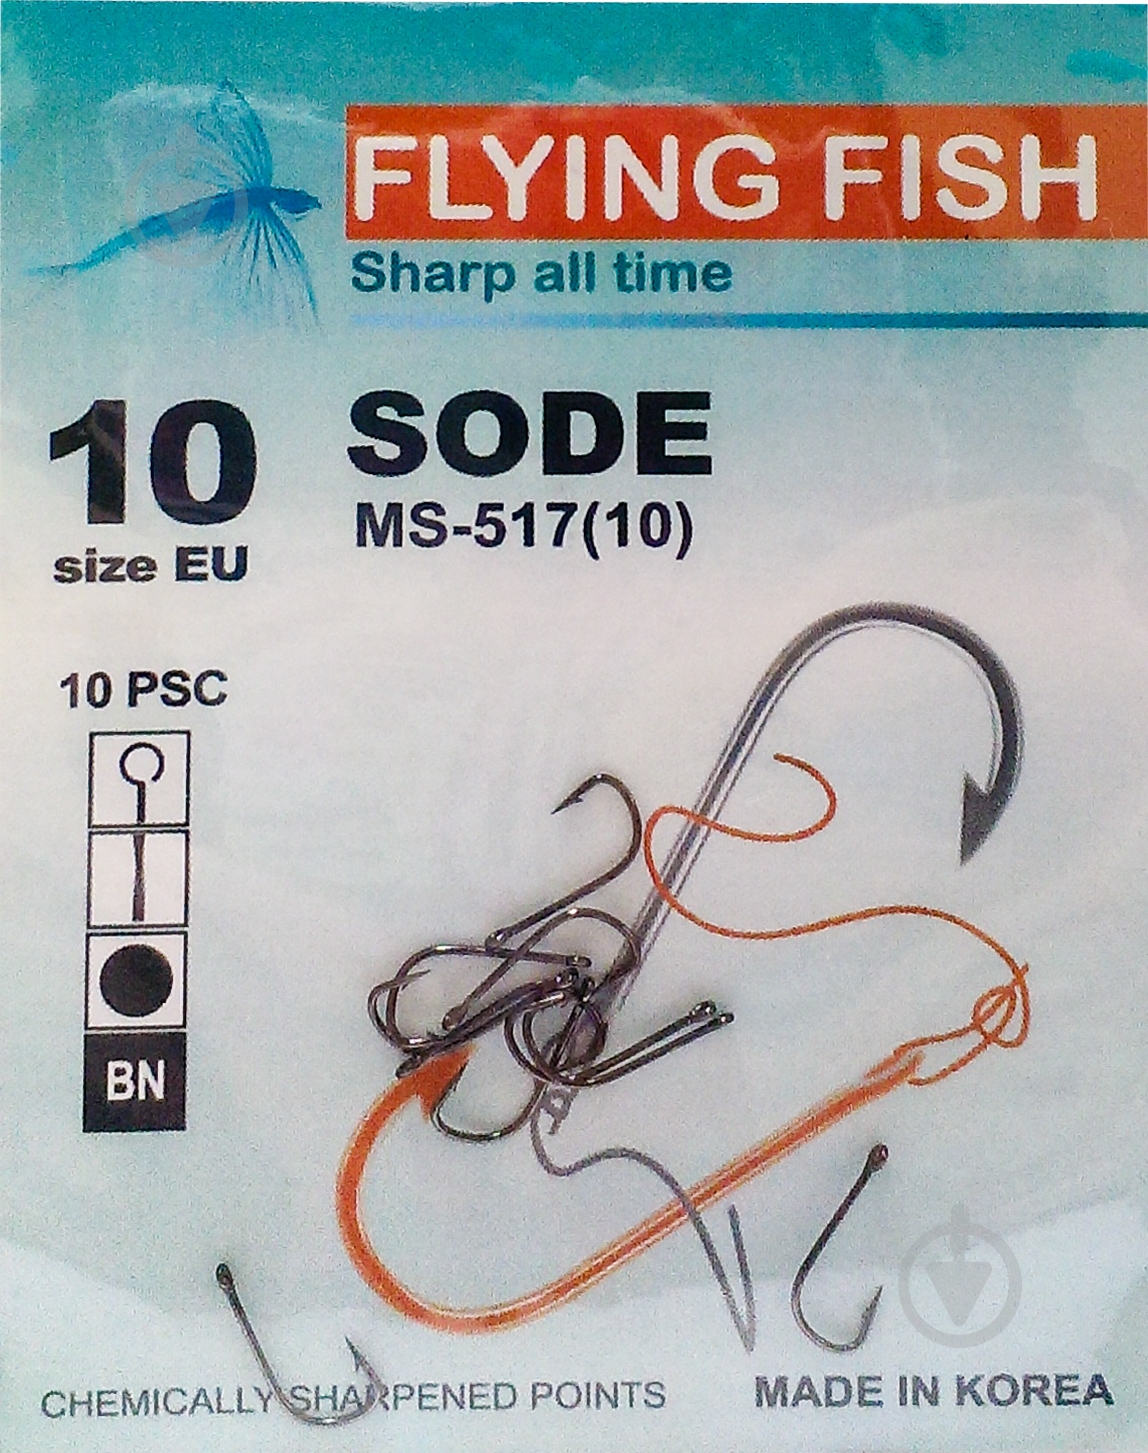 FLYING FISH
Sharp all time
10
size EU
SODE
MS-517(10)
10 PSC
BN
CHEMICALLY SHARPENED POINTS
MADE IN KOREA